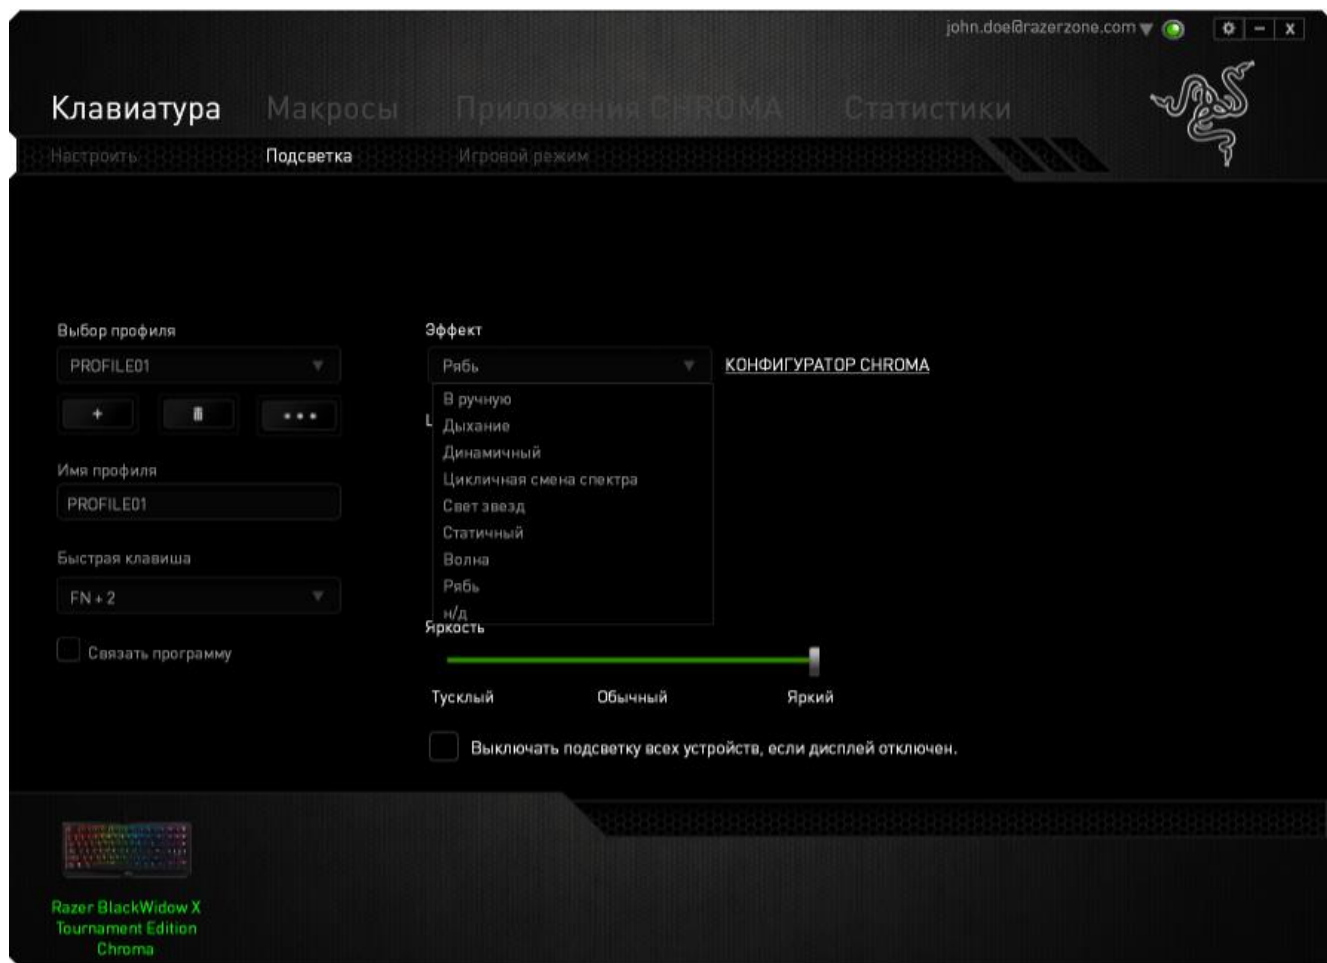 john.doe@razerzone.com
Клавиатура Макросы Приложения CHROMA Статистики
Настроить Подсветка Игровой режим
Выбор профиля
PROFILE01
Имя профиля
PROFILE01
Быстрая клавиша
FN + 2
Связать программу
Эффект
Рябь
КОНФИГУРАТОР CHROMA
В ручную
Дыхание
Динамичный
Цикличная смена спектра
Свет звезд
Статичный
Волна
Рябь
н/д
Яркость
Тусклый Обычный Яркий
Выключать подсветку всех устройств, если дисплей отключен.
Razer BlackWidow X
Tournament Edition
Chroma